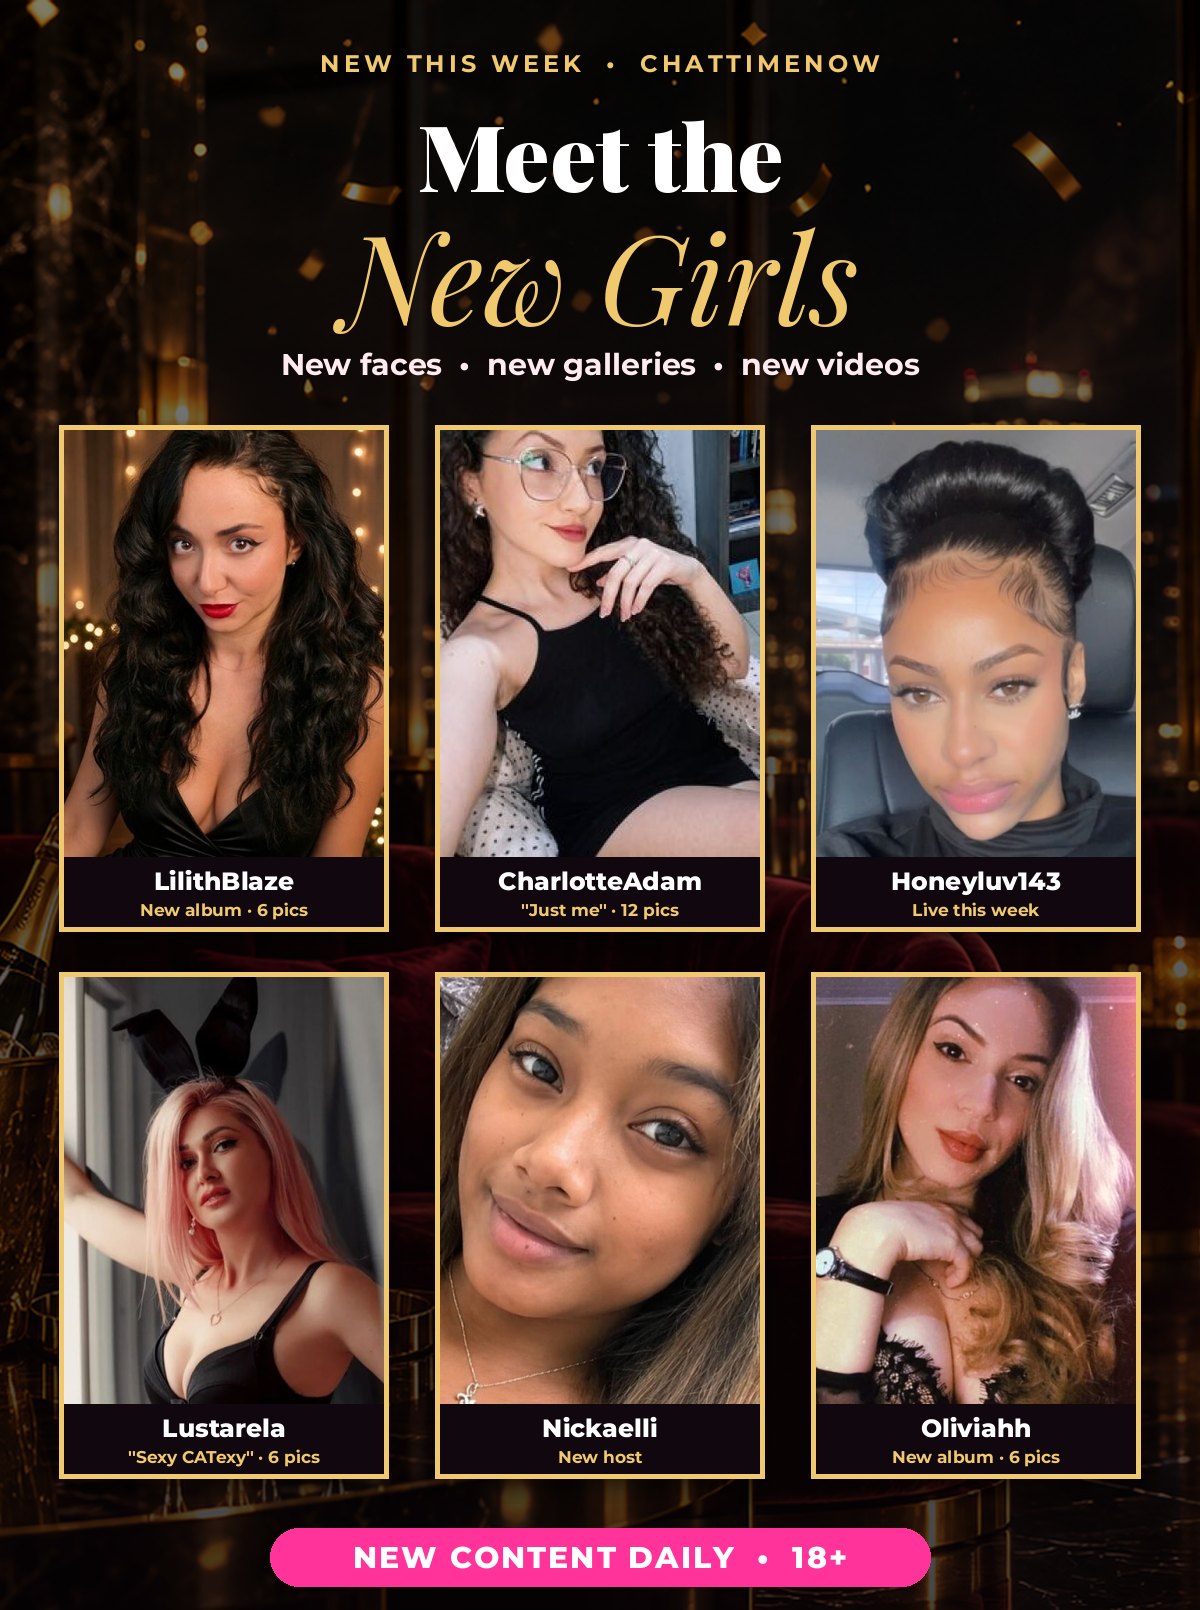 NEW THIS WEEK • CHATTIMENOW
Meet the
New Girls
New faces • new galleries • new videos
LilithBlaze
New album · 6 pics
CharlotteAdam
"Just me" · 12 pics
Honeyluv143
Live this week
Lustarela
"Sexy CATexy" · 6 pics
Nickaelli
New host
Oliviahh
New album · 6 pics
NEW CONTENT DAILY • 18+